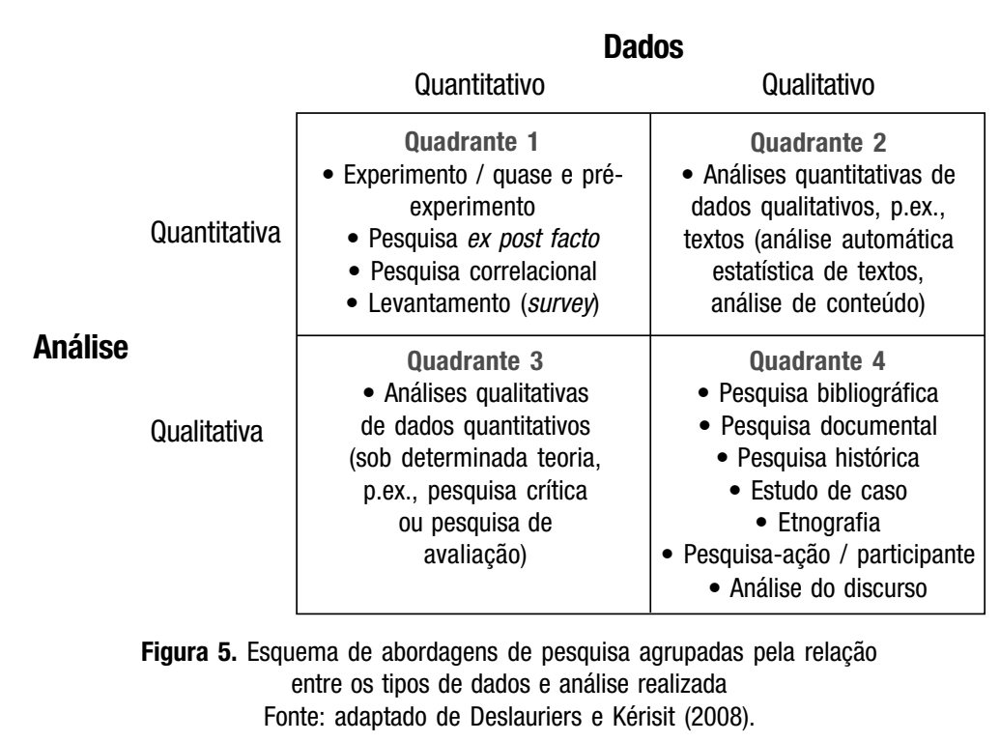 Dados
Quantitativo
Qualitativo
Análise
Quantitativa
Quadrante 1
• Experimento / quase e pré-
experimento
• Pesquisa ex post facto
• Pesquisa correlacional
• Levantamento (survey)
Quadrante 2
• Análises quantitativas de
dados qualitativos, p.ex.,
textos (análise automática
estatística de textos,
análise de conteúdo)
Qualitativa
Quadrante 3
• Análises qualitativas
de dados quantitativos
(sob determinada teoria,
p.ex., pesquisa crítica
ou pesquisa de
avaliação)
Quadrante 4
• Pesquisa bibliográfica
• Pesquisa documental
• Pesquisa histórica
• Estudo de caso
• Etnografia
• Pesquisa-ação / participante
• Análise do discurso
Figura 5. Esquema de abordagens de pesquisa agrupadas pela relação
entre os tipos de dados e análise realizada
Fonte: adaptado de Deslauriers e Kérisit (2008).